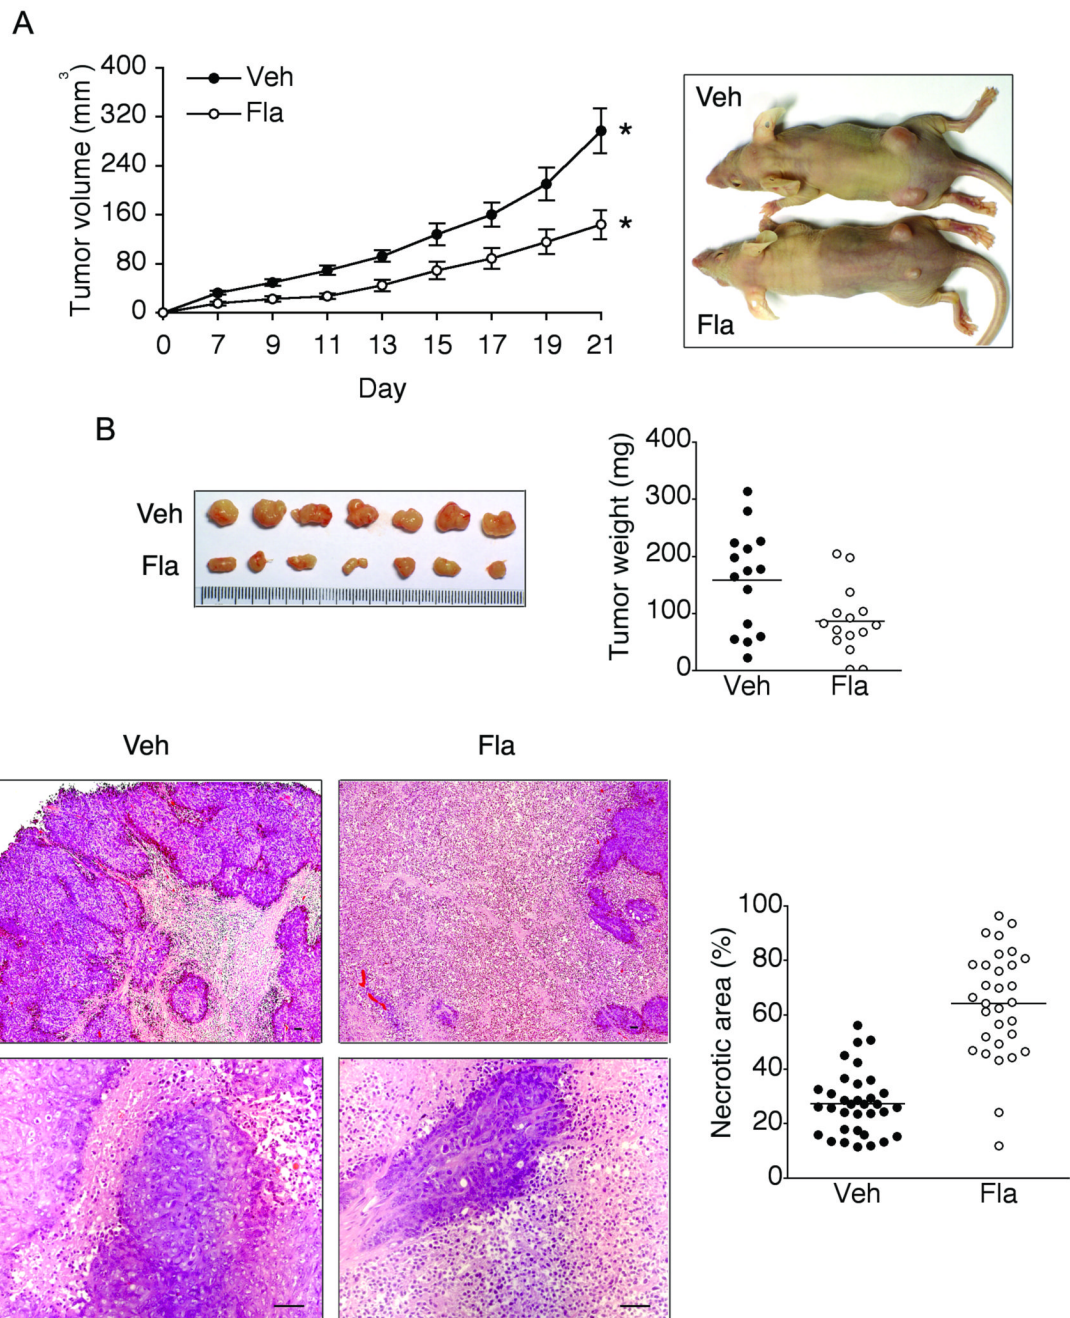 A
Tumor volume (mm³)
400
320
240
160
80
0
Veh
Fla
*
*
0 7 9 11 13 15 17 19 21
Day
Veh
Fla
B
Veh
Fla
Tumor weight (mg)
400
300
200
100
0
Veh Fla
Veh Fla
Necrotic area (%)
100
80
60
40
20
0
Veh Fla